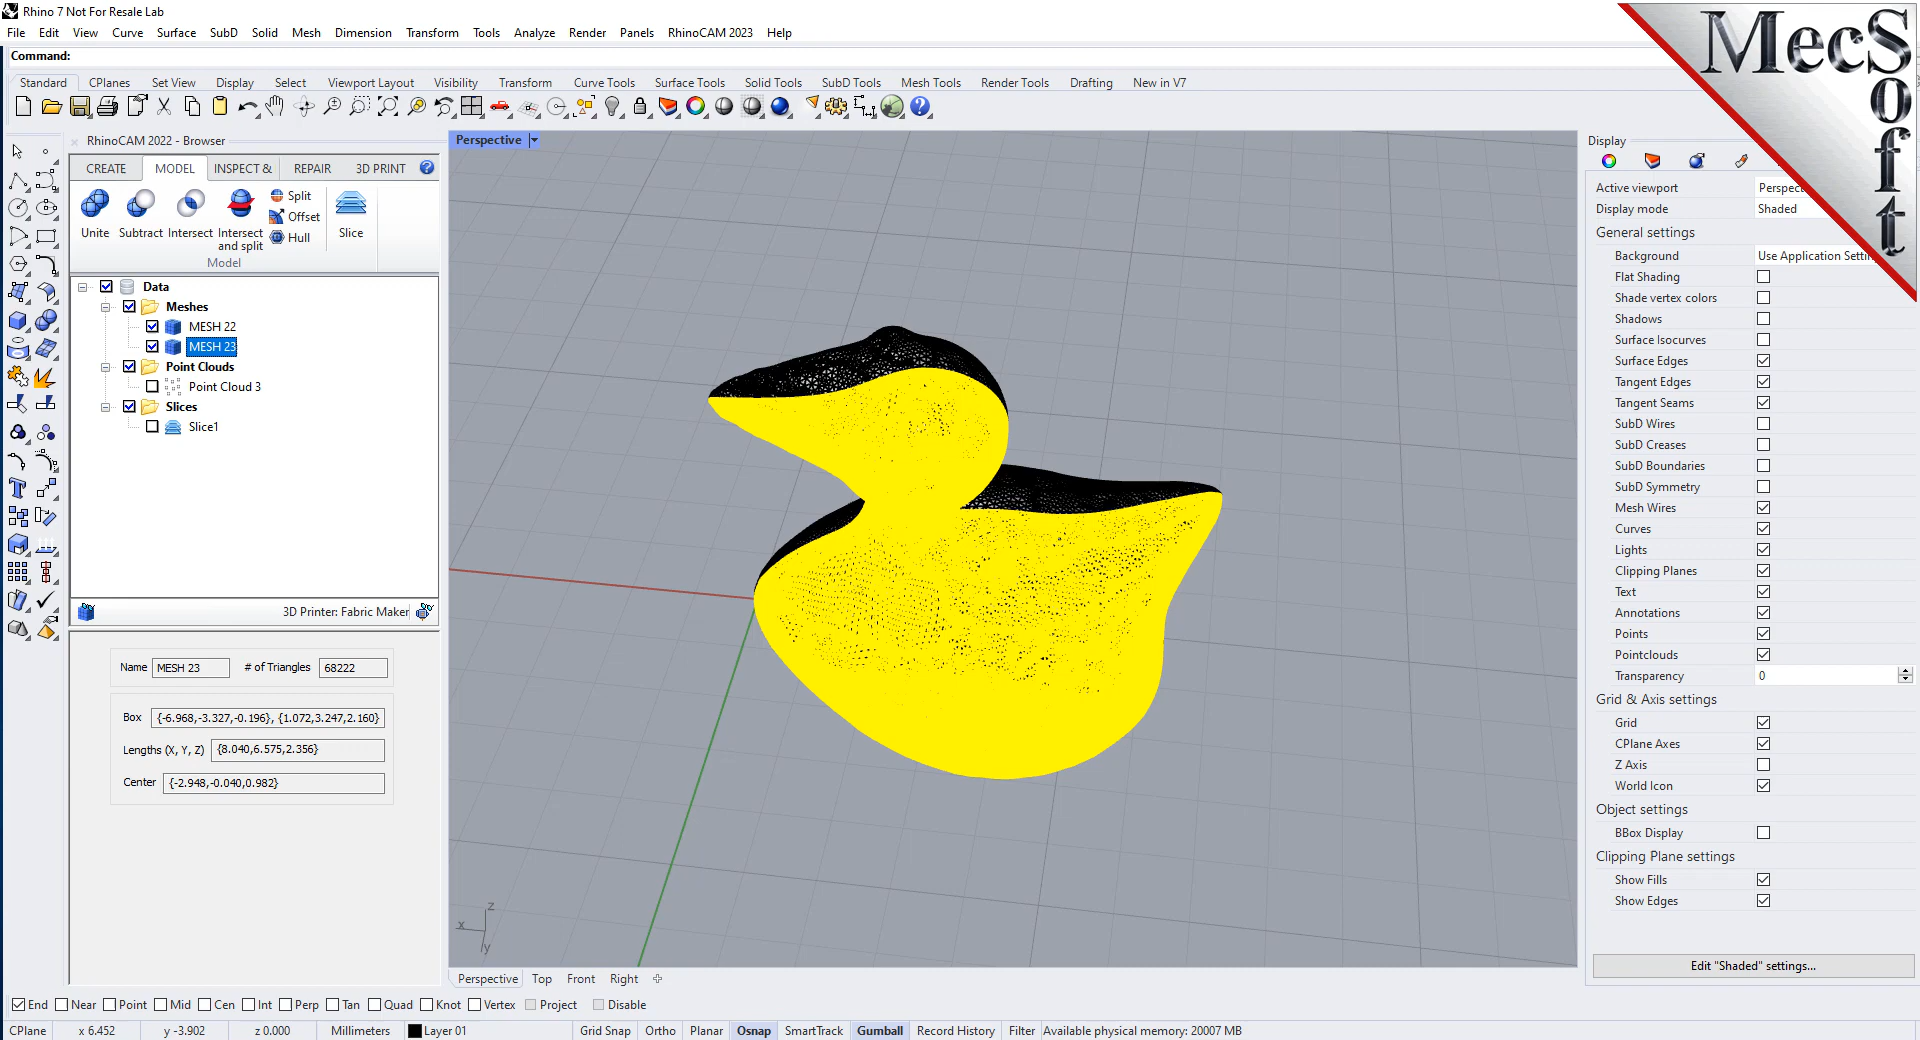 Rhino 7 Not For Resale Lab
File Edit View Curve Surface SubD Solid Mesh Dimension Transform Tools Analyze Render Panels RhinoCAM 2023 Help
Command:
Standard CPlanes Set View Display Select Viewport Layout Visibility Transform Curve Tools Surface Tools Solid Tools SubD Tools Mesh Tools Render Tools Drafting New in V7
MecSoft
RhinoCAM 2022 - Browser
CREATE MODEL INSPECT & REPAIR 3D PRINT
Unite Subtract Intersect Intersect and split Split Offset Hull Slice
Model
Data
Meshes
MESH 22
MESH 23
Point Clouds
Point Cloud 3
Slices
Slice1
3D Printer: Fabric Maker
Name MESH 23 # of Triangles 68222
Box {-6.968,-3.327,-0.196}, {1.072,3.247,2.160}
Lengths (X, Y, Z) {8.040,6.575,2.356}
Center {-2.948,-0.040,0.982}
Perspective
z
x
y
Perspective Top Front Right
Display
Active viewport Perspec
Display mode Shaded
General settings
Background Use Application Settin
Flat Shading
Shade vertex colors
Shadows
Surface Isocurves
Surface Edges
Tangent Edges
Tangent Seams
SubD Wires
SubD Creases
SubD Boundaries
SubD Symmetry
Mesh Wires
Curves
Lights
Clipping Planes
Text
Annotations
Points
Pointclouds
Transparency 0
Grid & Axis settings
Grid
CPlane Axes
Z Axis
World Icon
Object settings
BBox Display
Clipping Plane settings
Show Fills
Show Edges
Edit "Shaded" settings...
End Near Point Mid Cen Int Perp Tan Quad Knot Vertex Project Disable
CPlane x 6.452 y -3.902 z 0.000 Millimeters Layer 01 Grid Snap Ortho Planar Osnap SmartTrack Gumball Record History Filter Available physical memory: 20007 MB